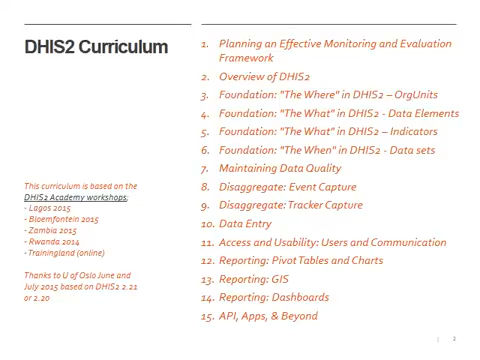 DHIS2 Curriculum
This curriculum is based on the
DHIS2 Academy workshops:
- Lagos 2015
- Bloemfontein 2015
- Zambia 2015
- Rwanda 2014
- Trainingland (online)
Thanks to U of Oslo June and
July 2015 based on DHIS2 2.21
or 2.20
1. Planning an Effective Monitoring and Evaluation
Framework
2. Overview of DHIS2
3. Foundation: "The Where" in DHIS2 – OrgUnits
4. Foundation: "The What" in DHIS2 - Data Elements
5. Foundation: "The What" in DHIS2 – Indicators
6. Foundation: "The When" in DHIS2 - Data sets
7. Maintaining Data Quality
8. Disaggregate: Event Capture
9. Disaggregate: Tracker Capture
10. Data Entry
11. Access and Usability: Users and Communication
12. Reporting: Pivot Tables and Charts
13. Reporting: GIS
14. Reporting: Dashboards
15. API, Apps, & Beyond
| 2